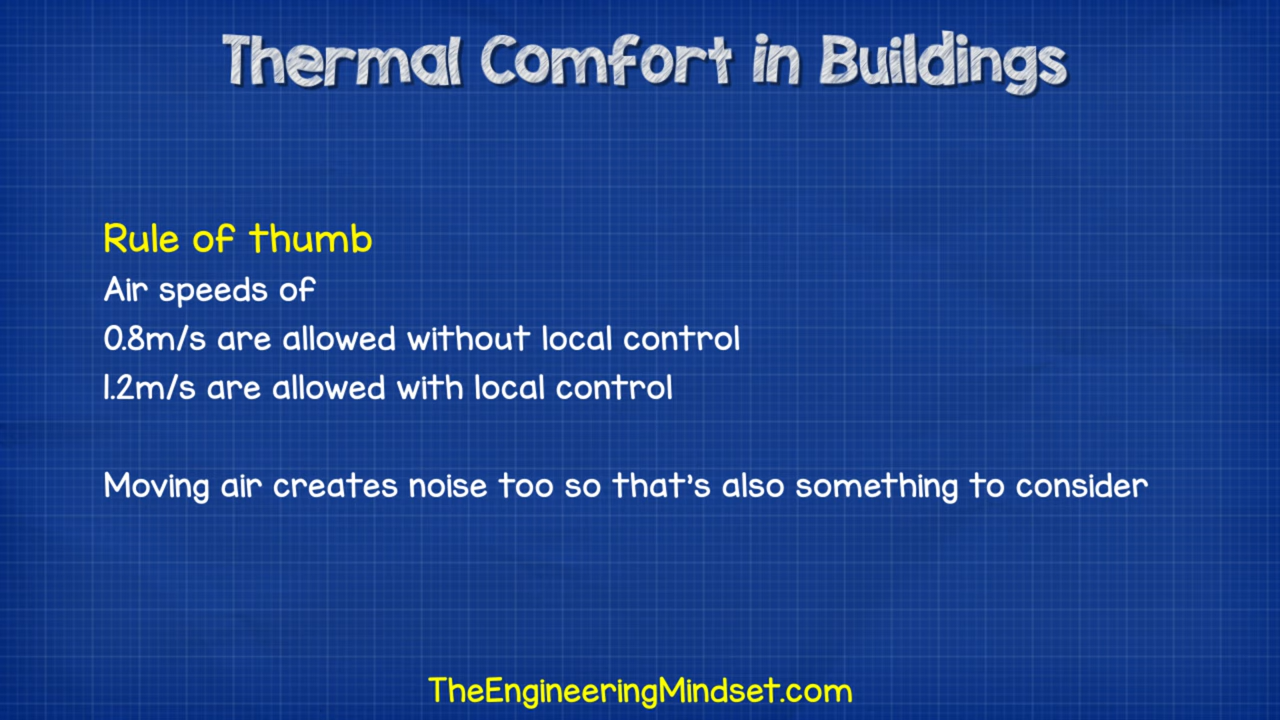 Thermal Comfort in Buildings
Rule of thumb
Air speeds of
0.8m/s are allowed without local control
1.2m/s are allowed with local control
Moving air creates noise too so that's also something to consider
TheEngineeringMindset.com